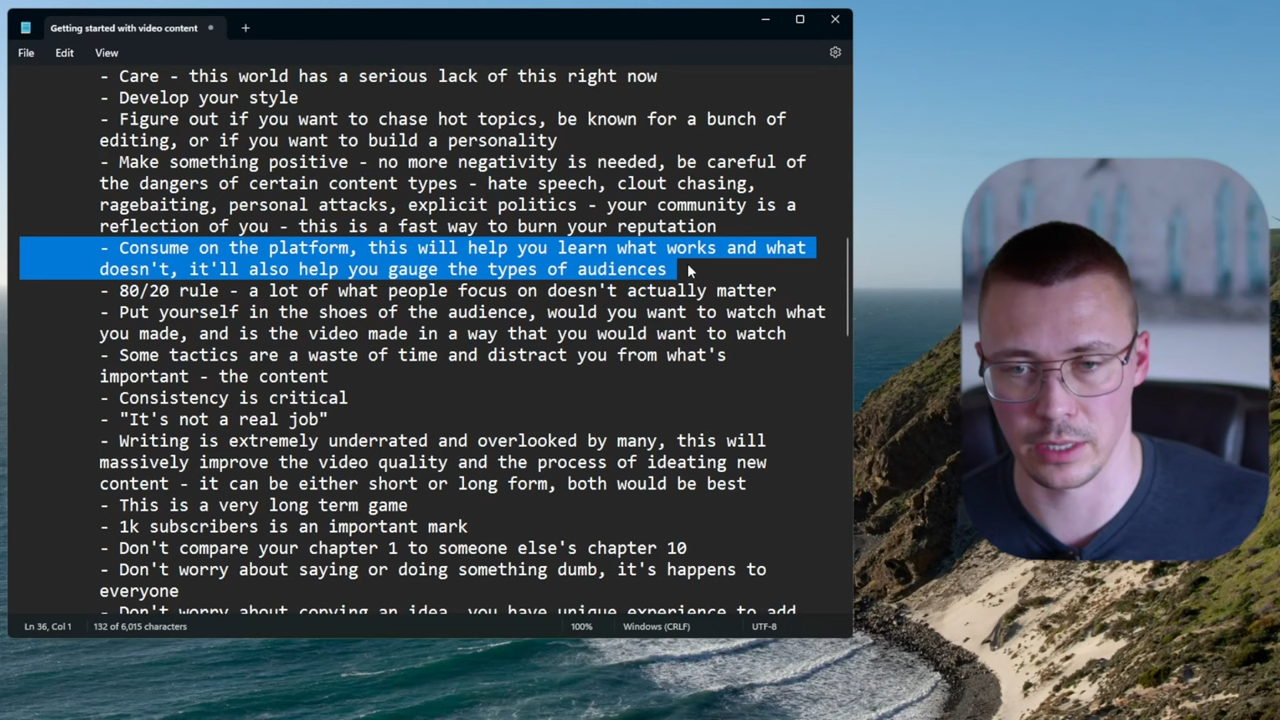 Getting started with video content
File Edit View
- Care - this world has a serious lack of this right now
- Develop your style
- Figure out if you want to chase hot topics, be known for a bunch of
editing, or if you want to build a personality
- Make something positive - no more negativity is needed, be careful of
the dangers of certain content types - hate speech, clout chasing,
ragebaiting, personal attacks, explicit politics - your community is a
reflection of you - this is a fast way to burn your reputation
- Consume on the platform, this will help you learn what works and what
doesn't, it'll also help you gauge the types of audiences
- 80/20 rule - a lot of what people focus on doesn't actually matter
- Put yourself in the shoes of the audience, would you want to watch what
you made, and is the video made in a way that you would want to watch
- Some tactics are a waste of time and distract you from what's
important - the content
- Consistency is critical
- "It's not a real job"
- Writing is extremely underrated and overlooked by many, this will
massively improve the video quality and the process of ideating new
content - it can be either short or long form, both would be best
- This is a very long term game
- 1k subscribers is an important mark
- Don't compare your chapter 1 to someone else's chapter 10
- Don't worry about saying or doing something dumb, it's happens to
everyone
- Don't worry about copying an idea, you have unique experience to add
Ln 36, Col 1 132 of 6,015 characters 100% Windows (CRLF) UTF-8